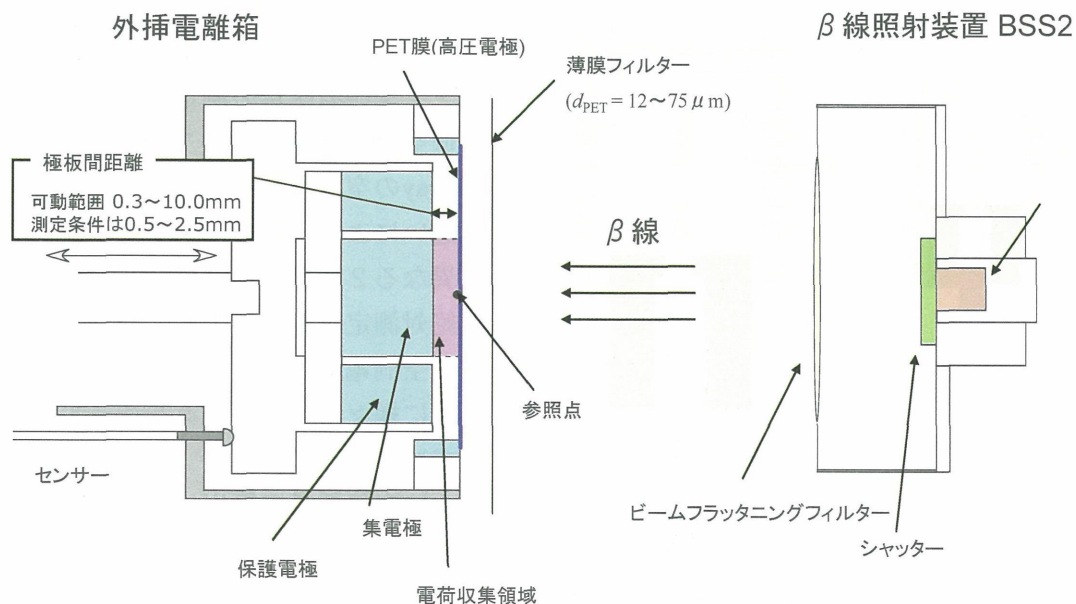 外挿電離箱
β線照射装置 BSS2
PET膜(高圧電極)
薄膜フィルター
(dPET = 12～75μm)
極板間距離
可動範囲 0.3～10.0mm
測定条件は0.5～2.5mm
β線
参照点
センサー
集電極
保護電極
電荷収集領域
ビームフラッタニングフィルター
シャッター